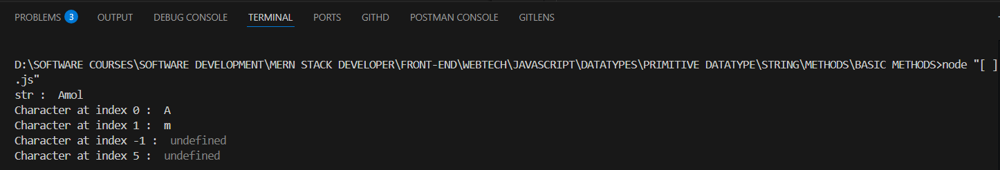 PROBLEMS 3 OUTPUT DEBUG CONSOLE TERMINAL PORTS GITHD POSTMAN CONSOLE GITLENS
D:\SOFTWARE COURSES\SOFTWARE DEVELOPMENT\MERN STACK DEVELOPER\FRONT-END\WEBTECH\JAVASCRIPT\DATATYPES\PRIMITIVE DATATYPE\STRING\METHODS\BASIC METHODS>node "[ ]
.js"
str :  Amol
Character at index 0 :  A
Character at index 1 :  m
Character at index -1 :  undefined
Character at index 5 :  undefined